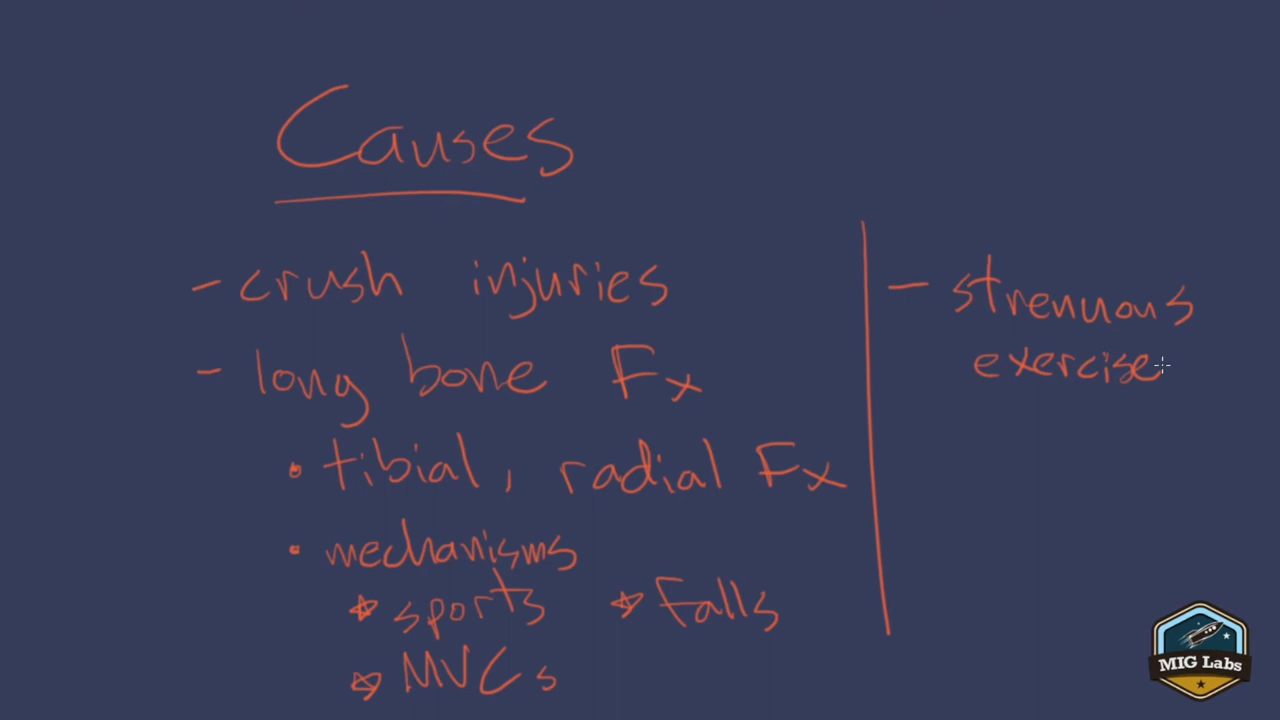 Causes
- crush injuries
- long bone Fx
• tibial, radial Fx
• mechanisms
☆ sports ☆ Falls
☆ MVCs
- strenuous
exercise
MIG Labs